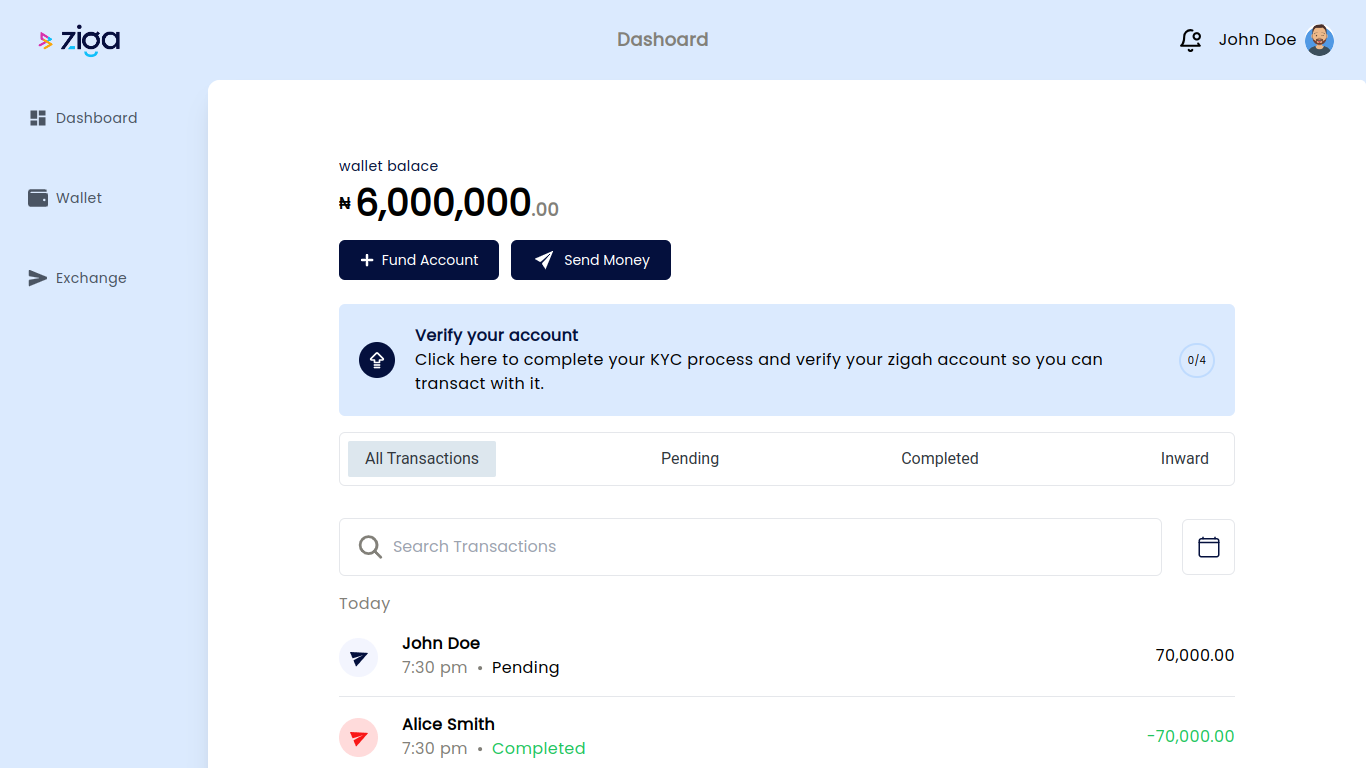 ziga
Dashoard
John Doe
Dashboard
Wallet
Exchange
wallet balace
₦ 6,000,000.00
Fund Account
Send Money
Verify your account
Click here to complete your KYC process and verify your zigah account so you can
transact with it.
0/4
All Transactions
Pending
Completed
Inward
Search Transactions
Today
John Doe
7:30 pm • Pending
70,000.00
Alice Smith
7:30 pm • Completed
-70,000.00